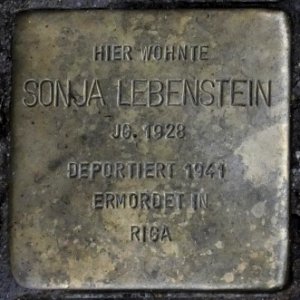 HIER WOHNTE
SONJA LEBENSTEIN
JG. 1928
DEPORTIERT 1941
ERMORDET IN
RIGA